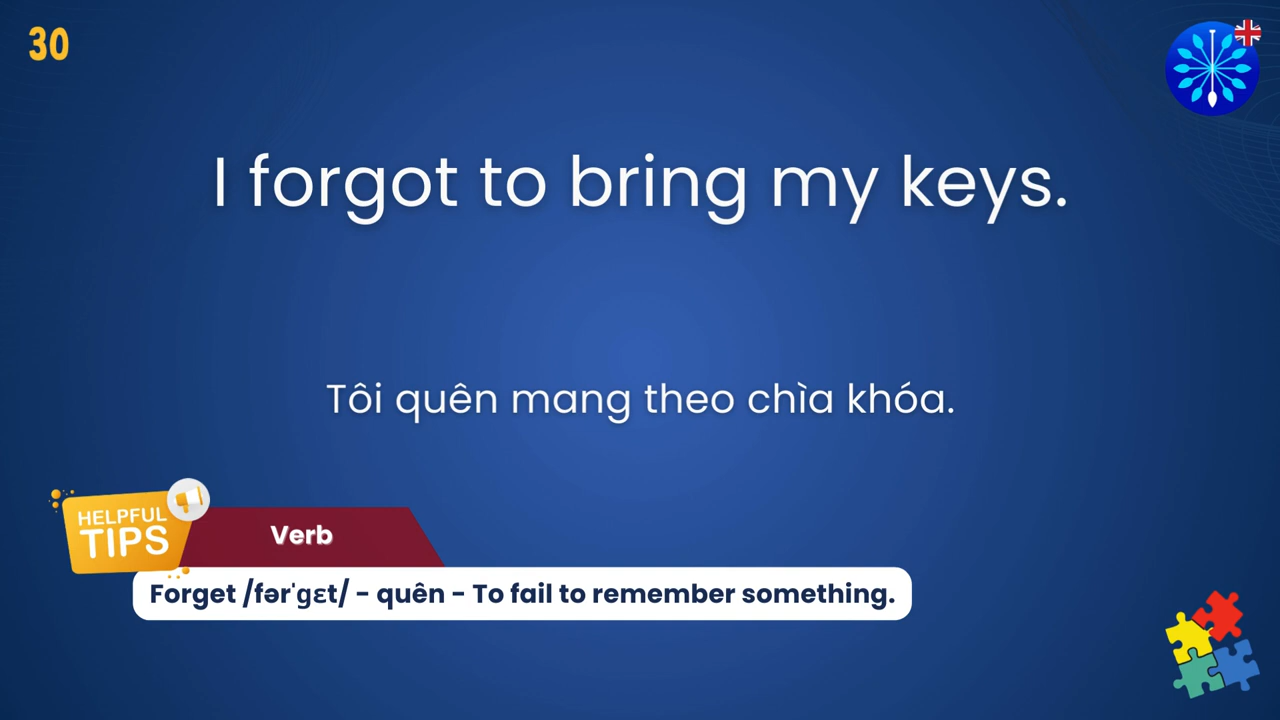 30
I forgot to bring my keys.
Tôi quên mang theo chìa khóa.
HELPFUL
TIPS
Verb
Forget /fərˈɡɛt/ - quên - To fail to remember something.